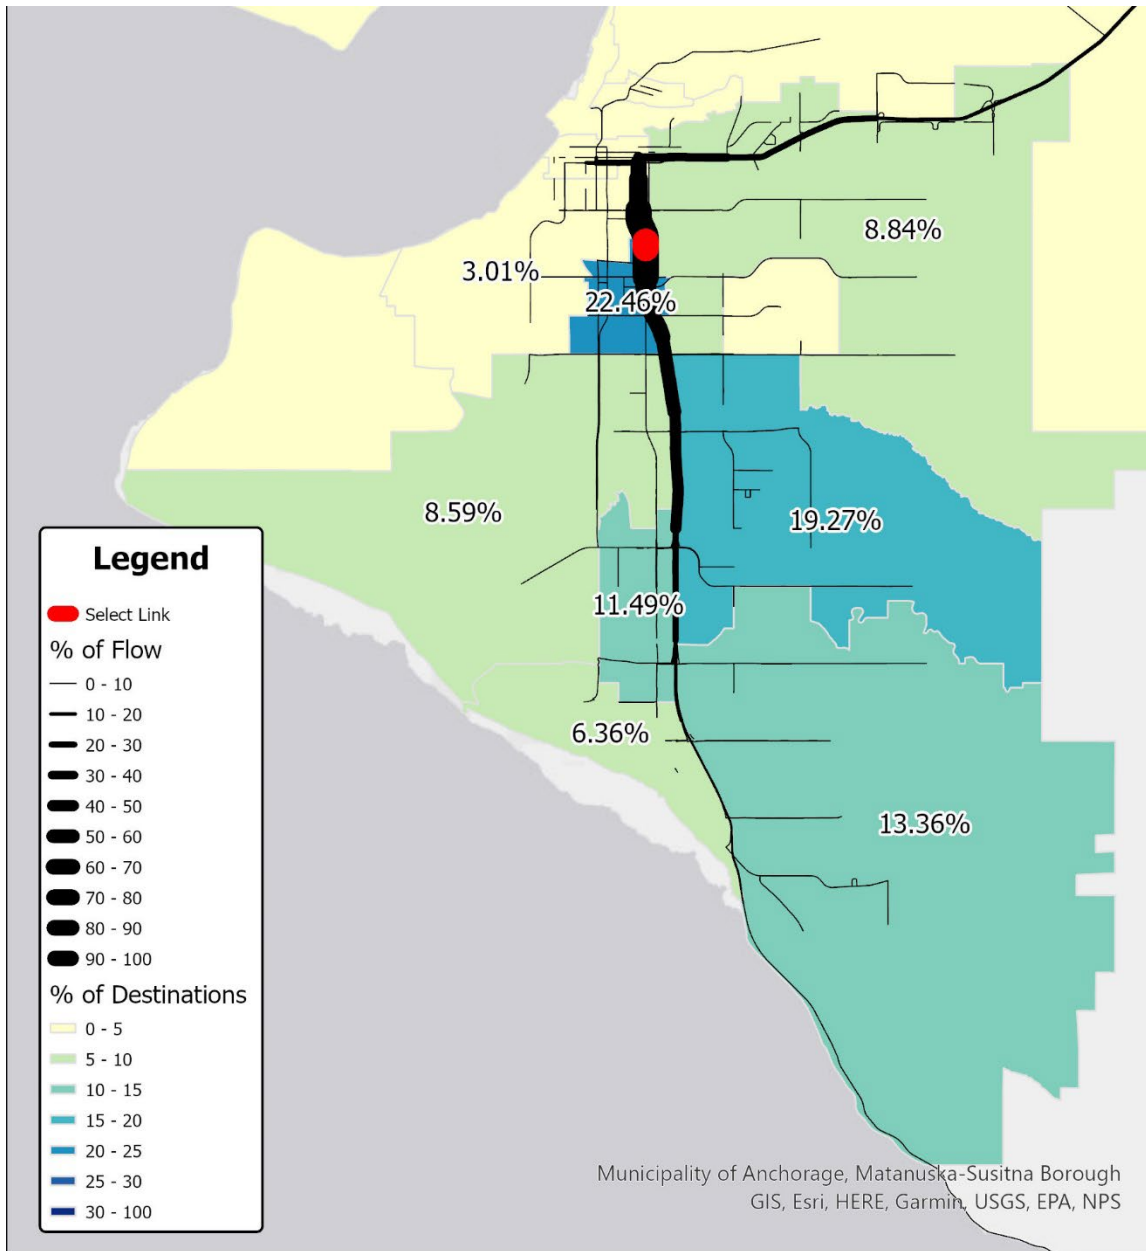 8.84%
3.01%
22.46%
8.59%
19.27%
11.49%
6.36%
13.36%
Legend
Select Link
% of Flow
0 - 10
10 - 20
20 - 30
30 - 40
40 - 50
50 - 60
60 - 70
70 - 80
80 - 90
90 - 100
% of Destinations
0 - 5
5 - 10
10 - 15
15 - 20
20 - 25
25 - 30
30 - 100
Municipality of Anchorage, Matanuska-Susitna Borough
GIS, Esri, HERE, Garmin, USGS, EPA, NPS